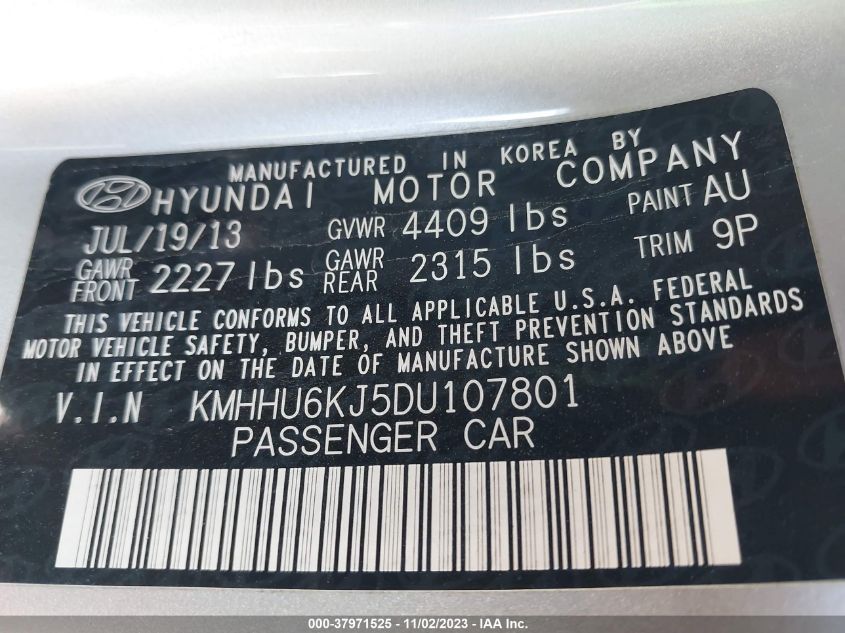 MANUFACTURED IN KOREA BY
HYUNDAI MOTOR COMPANY
JUL/19/13 GVWR 4409 lbs PAINT AU
GAWR FRONT 2227 lbs GAWR REAR 2315 lbs TRIM 9P
THIS VEHICLE CONFORMS TO ALL APPLICABLE U.S.A. FEDERAL
MOTOR VEHICLE SAFETY, BUMPER, AND THEFT PREVENTION STANDARDS
IN EFFECT ON THE DATE OF MANUFACTURE SHOWN ABOVE
V.I.N KMHHU6KJ5DU107801
PASSENGER CAR
000-37971525 - 11/02/2023 - IAA Inc.